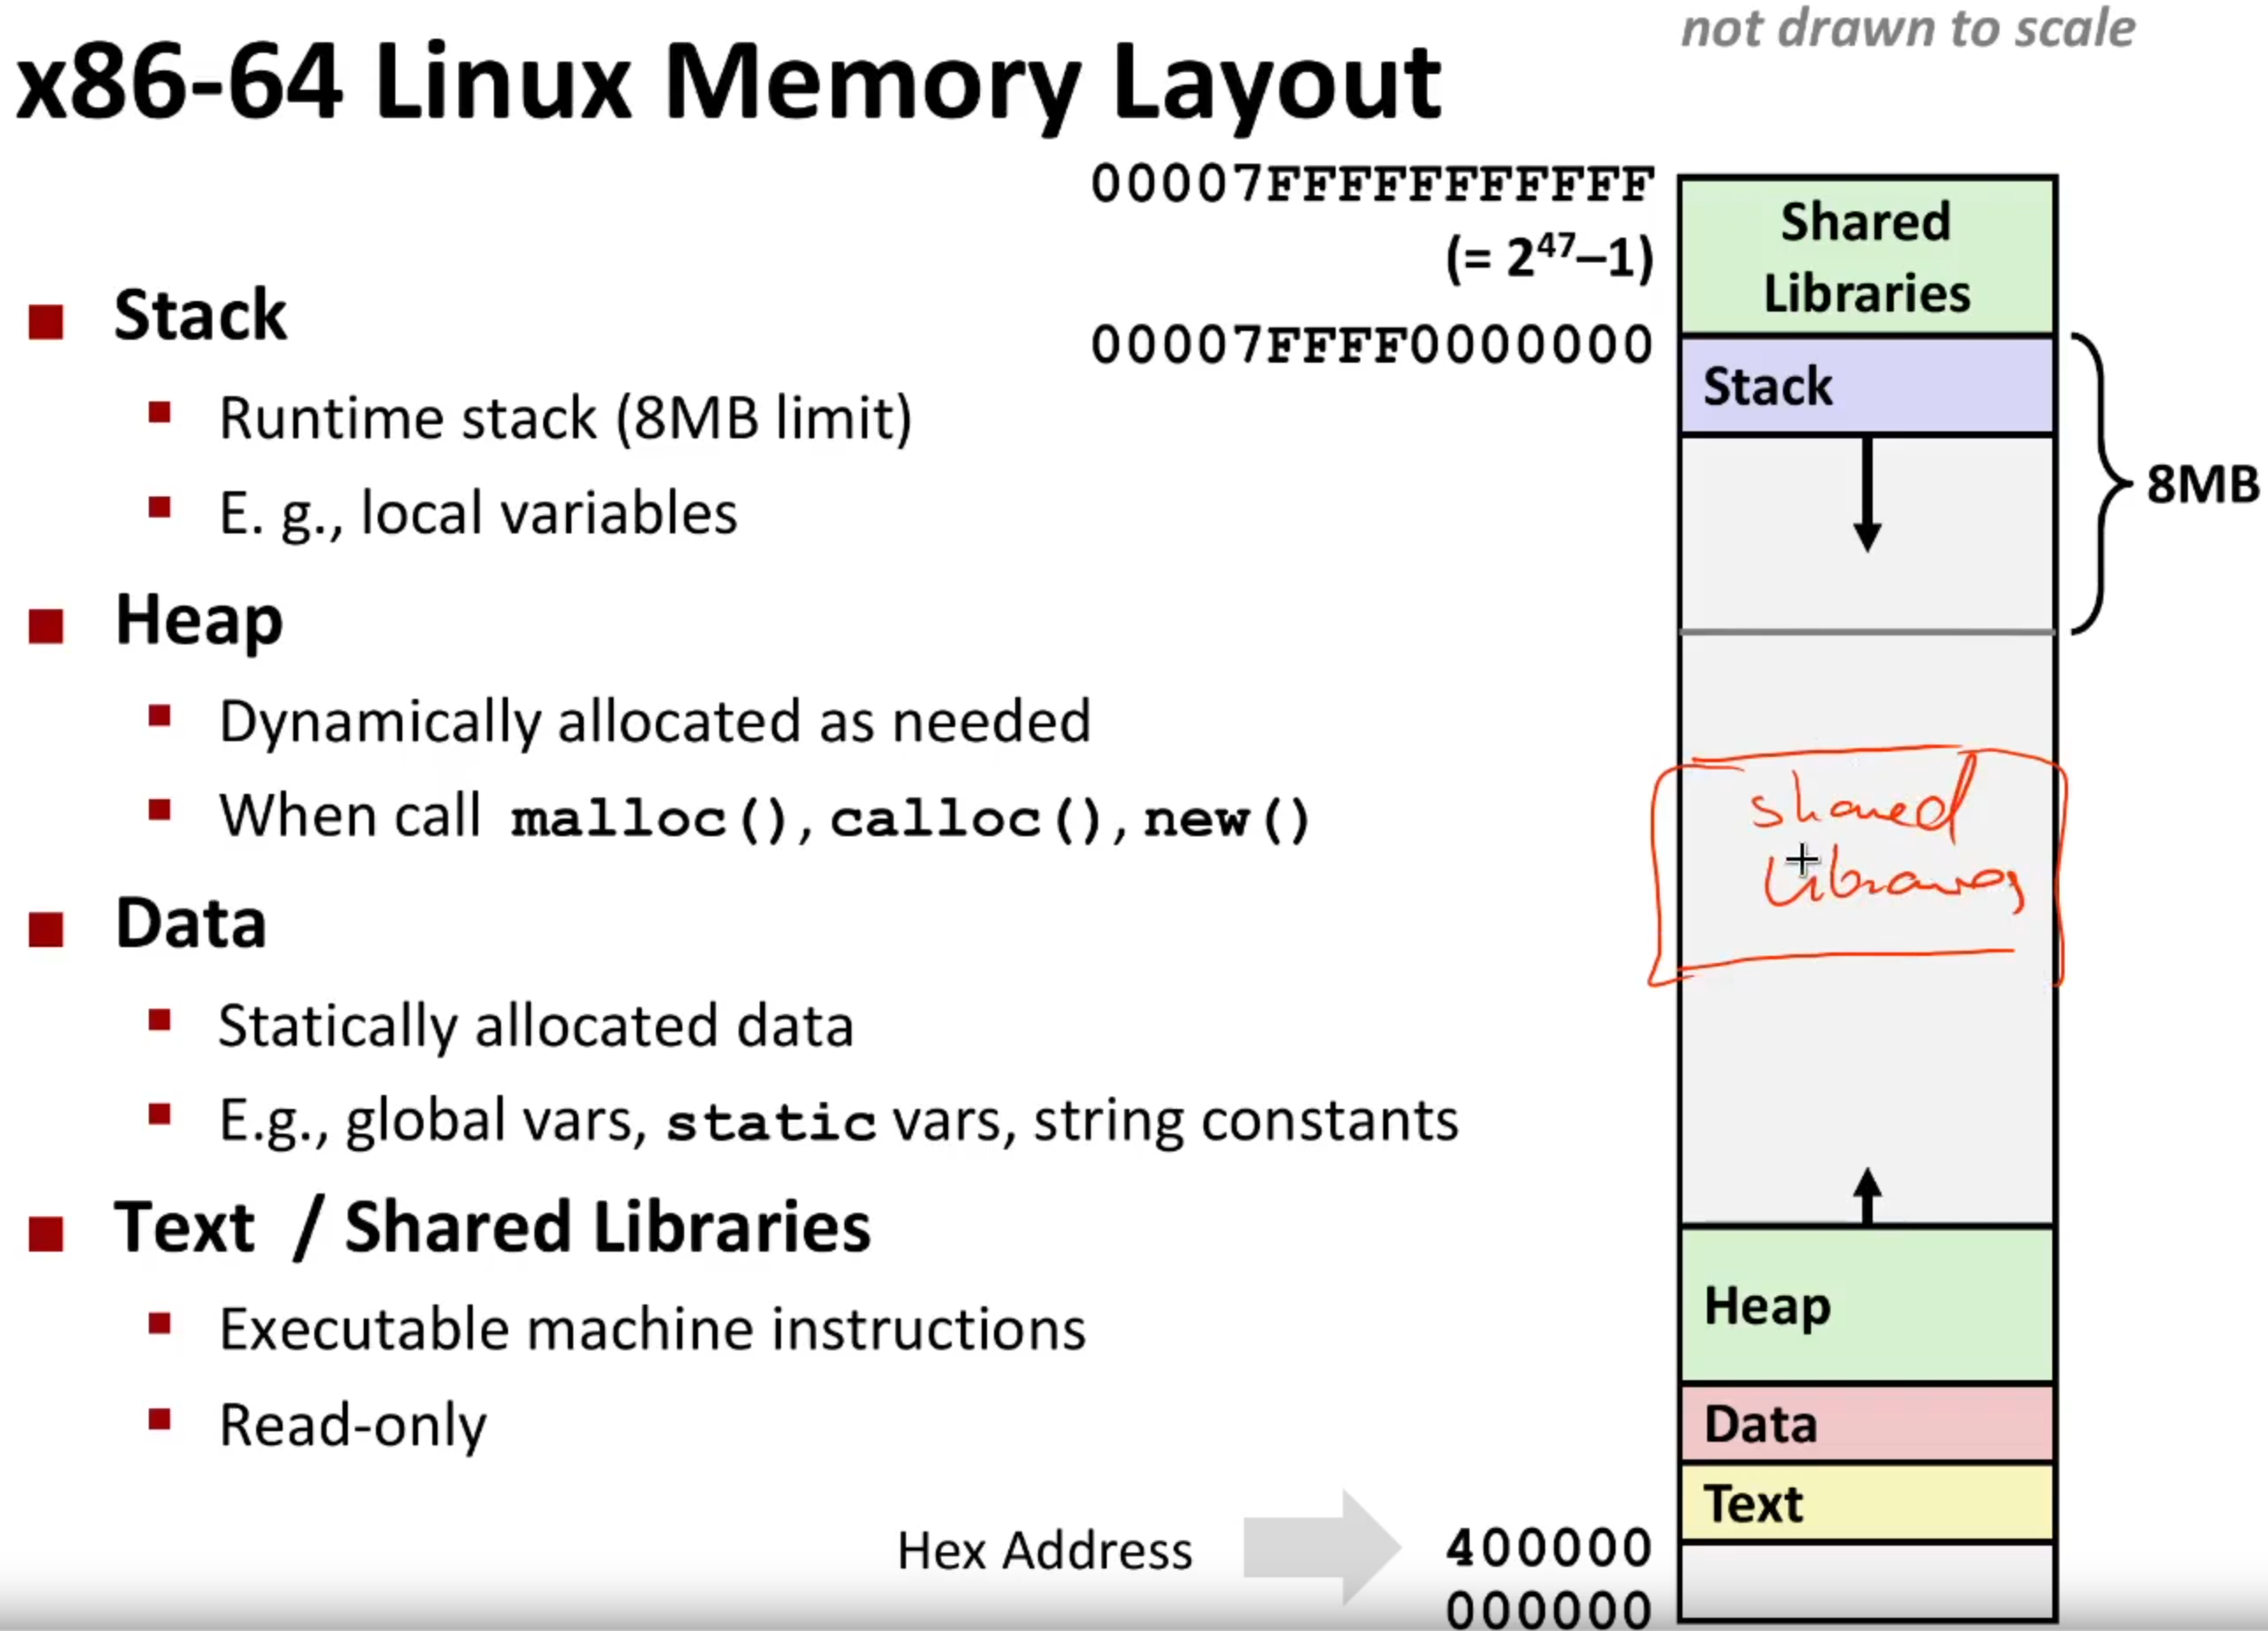 not drawn to scale
x86-64 Linux Memory Layout
00007FFFFFFFFFFF
(= 2⁴⁷–1)
00007FFFF0000000
Shared
Libraries
Stack
8MB
shared
Libraries
Heap
Data
Text
■ Stack
▪ Runtime stack (8MB limit)
▪ E. g., local variables
■ Heap
▪ Dynamically allocated as needed
▪ When call malloc(), calloc(), new()
■ Data
▪ Statically allocated data
▪ E.g., global vars, static vars, string constants
■ Text / Shared Libraries
▪ Executable machine instructions
▪ Read-only
Hex Address
400000
000000